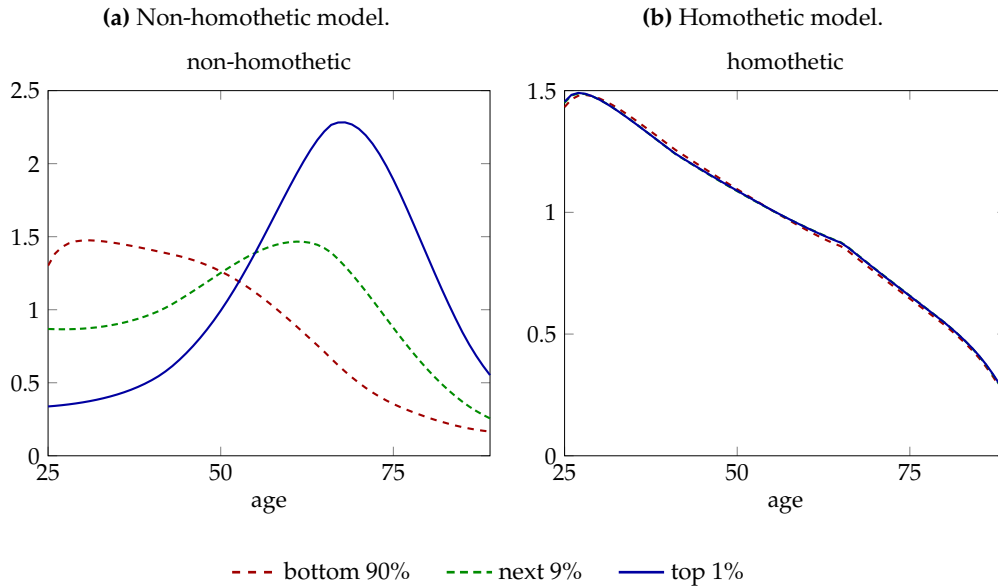 (a) Non-homothetic model.
non-homothetic
2.5
2
1.5
1
0.5
0
25
50
75
age
(b) Homothetic model.
homothetic
1.5
1
0.5
0
25
50
75
age
bottom 90%
next 9%
top 1%